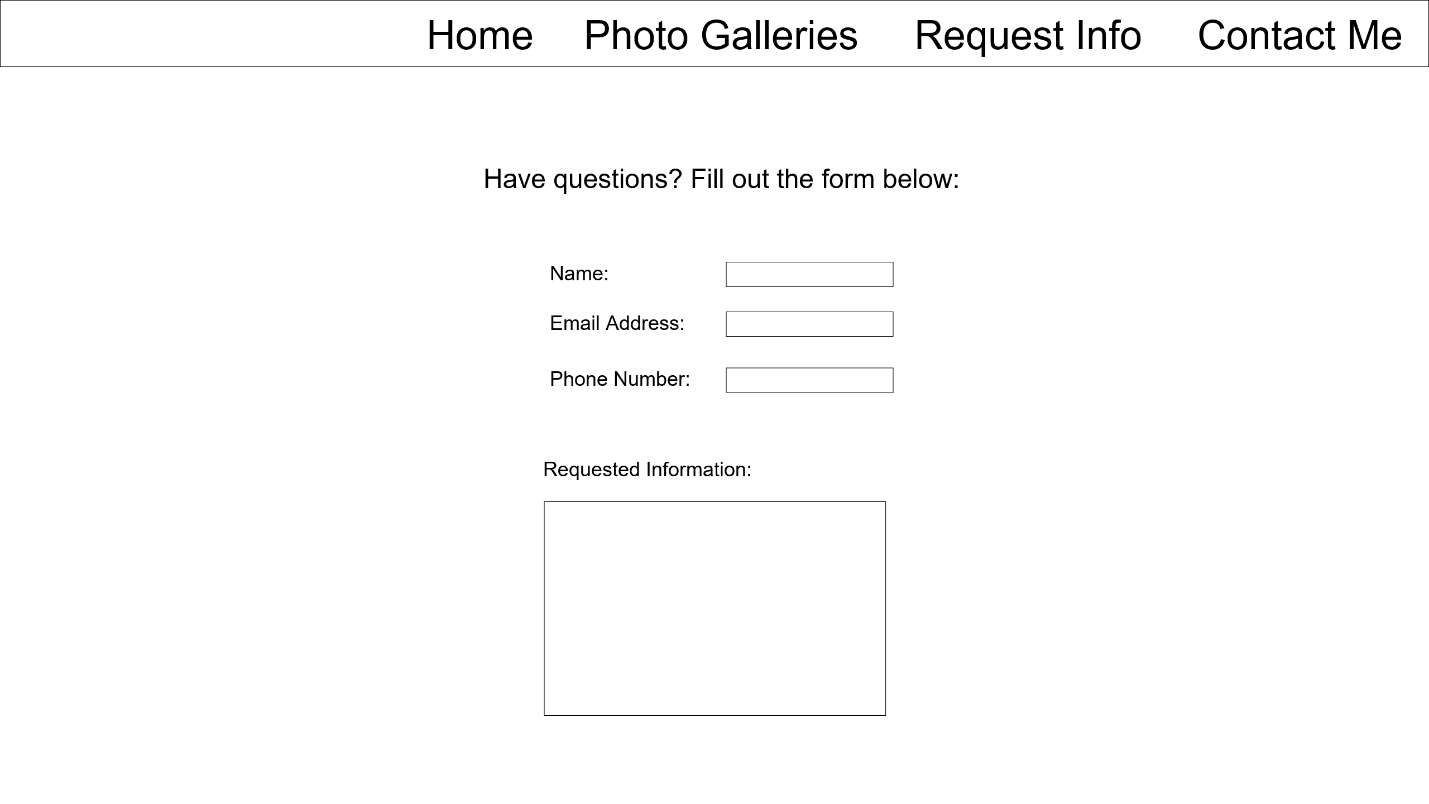 Home Photo Galleries Request Info Contact Me
Have questions? Fill out the form below:
Name:
Email Address:
Phone Number:
Requested Information: